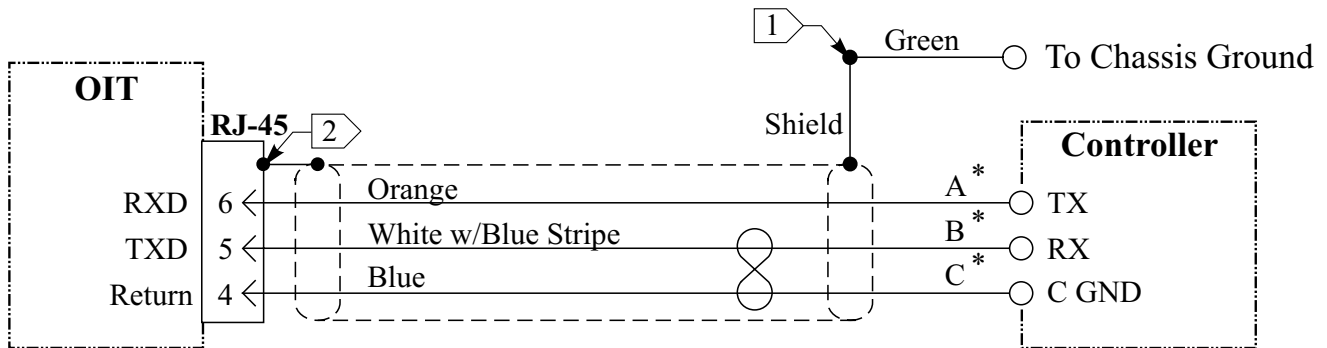 1
Green
To Chassis Ground
OIT
RJ-45
2
Shield
Controller
RXD 6 Orange A* TX
TXD 5 White w/Blue Stripe B* RX
Return 4 Blue C* C GND